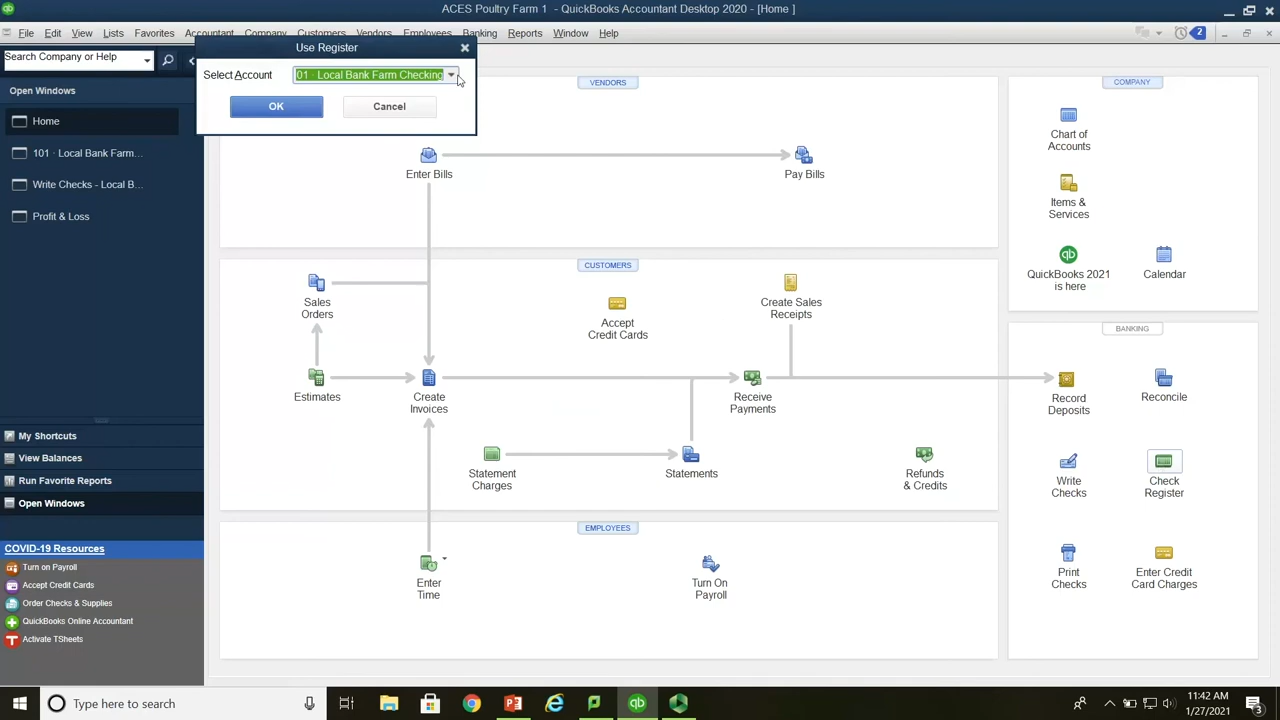 ACES Poultry Farm 1 - QuickBooks Accountant Desktop 2020 - [Home ]
File Edit View Lists Favorites Accountant Company Customers Vendors Employees Banking Reports Window Help
2
Search Company or Help
Open Windows
Home
101 · Local Bank Farm...
Write Checks - Local B...
Profit & Loss
My Shortcuts
View Balances
Run Favorite Reports
Open Windows
COVID-19 Resources
Turn on Payroll
Accept Credit Cards
Order Checks & Supplies
QuickBooks Online Accountant
Activate TSheets
Use Register
Select Account
01 · Local Bank Farm Checking
OK
Cancel
VENDORS
Enter Bills
Pay Bills
CUSTOMERS
Sales
Orders
Accept
Credit Cards
Create Sales
Receipts
Estimates
Create
Invoices
Receive
Payments
Statement
Charges
Statements
Refunds
& Credits
EMPLOYEES
Enter
Time
Turn On
Payroll
COMPANY
Chart of
Accounts
Items &
Services
QuickBooks 2021
is here
Calendar
BANKING
Record
Deposits
Reconcile
Write
Checks
Check
Register
Print
Checks
Enter Credit
Card Charges
Type here to search
11:42 AM
1/27/2021
3